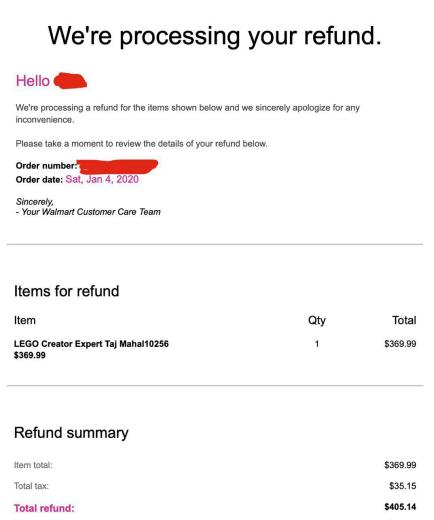 We're processing your refund.
Hello
We're processing a refund for the items shown below and we sincerely apologize for any
inconvenience.
Please take a moment to review the details of your refund below.
Order number:
Order date: Sat, Jan 4, 2020
Sincerely,
- Your Walmart Customer Care Team
Items for refund
Item Qty Total
LEGO Creator Expert Taj Mahal10256 1 $369.99
$369.99
Refund summary
Item total: $369.99
Total tax: $35.15
Total refund: $405.14